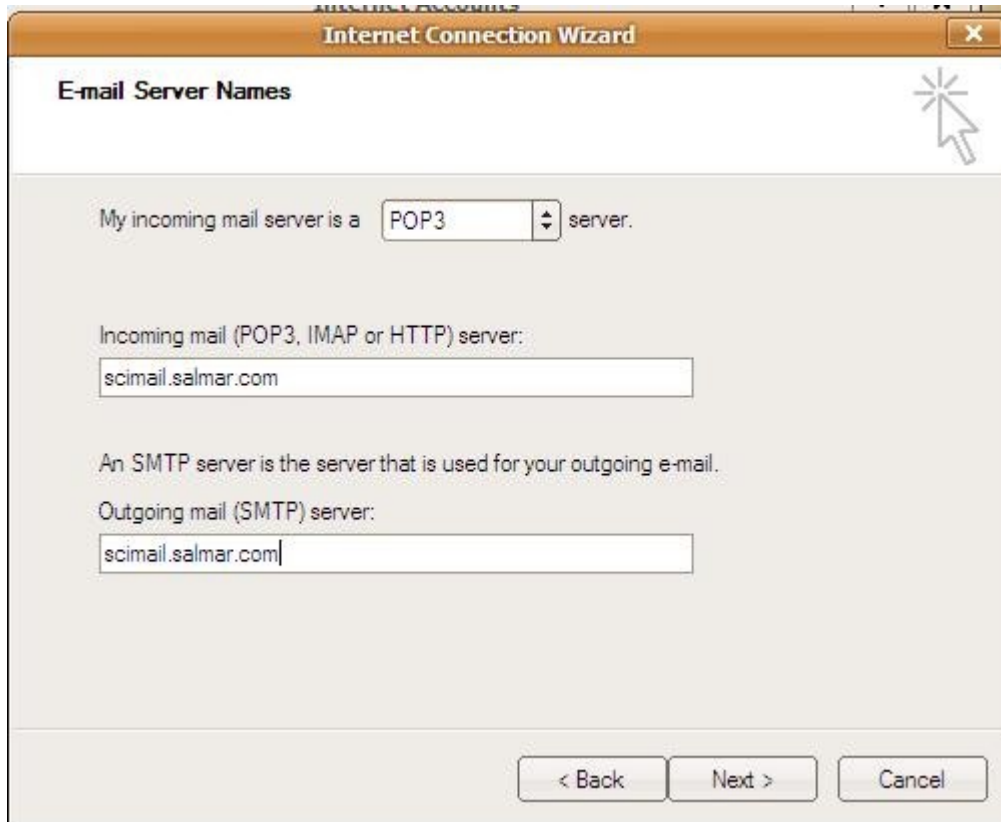 Internet Accounts
Internet Connection Wizard
E-mail Server Names
My incoming mail server is a POP3 server.
Incoming mail (POP3, IMAP or HTTP) server:
scimail.salmar.com
An SMTP server is the server that is used for your outgoing e-mail.
Outgoing mail (SMTP) server:
scimail.salmar.com
< Back Next > Cancel